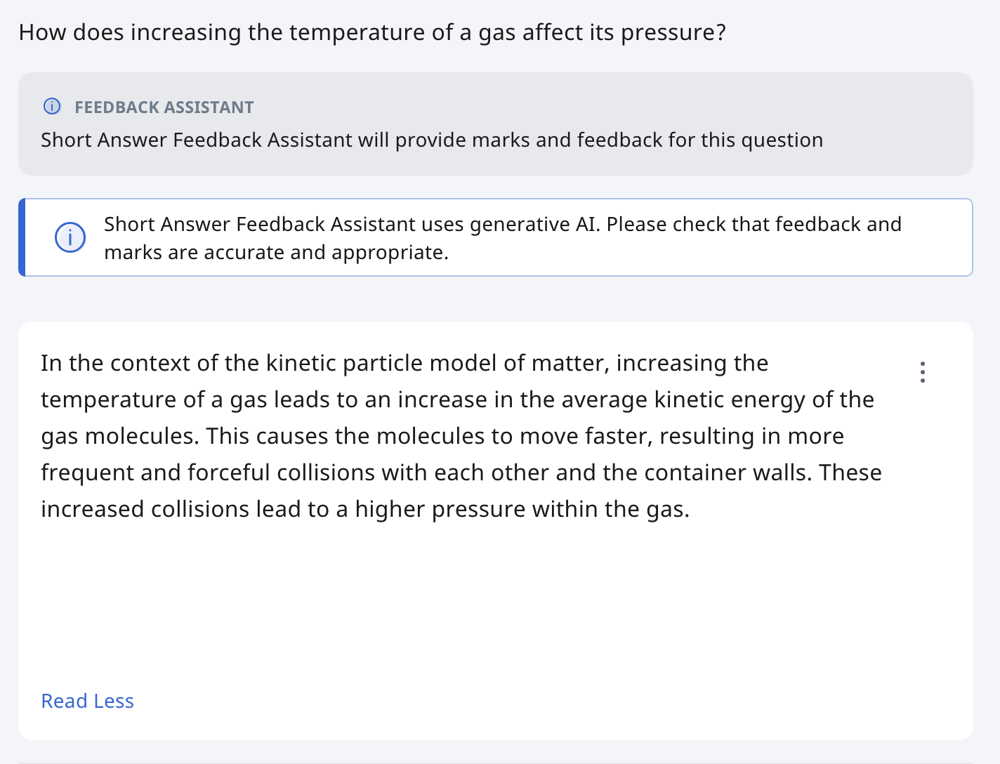 How does increasing the temperature of a gas affect its pressure?
FEEDBACK ASSISTANT
Short Answer Feedback Assistant will provide marks and feedback for this question
Short Answer Feedback Assistant uses generative AI. Please check that feedback and
marks are accurate and appropriate.
In the context of the kinetic particle model of matter, increasing the
temperature of a gas leads to an increase in the average kinetic energy of the
gas molecules. This causes the molecules to move faster, resulting in more
frequent and forceful collisions with each other and the container walls. These
increased collisions lead to a higher pressure within the gas.
Read Less